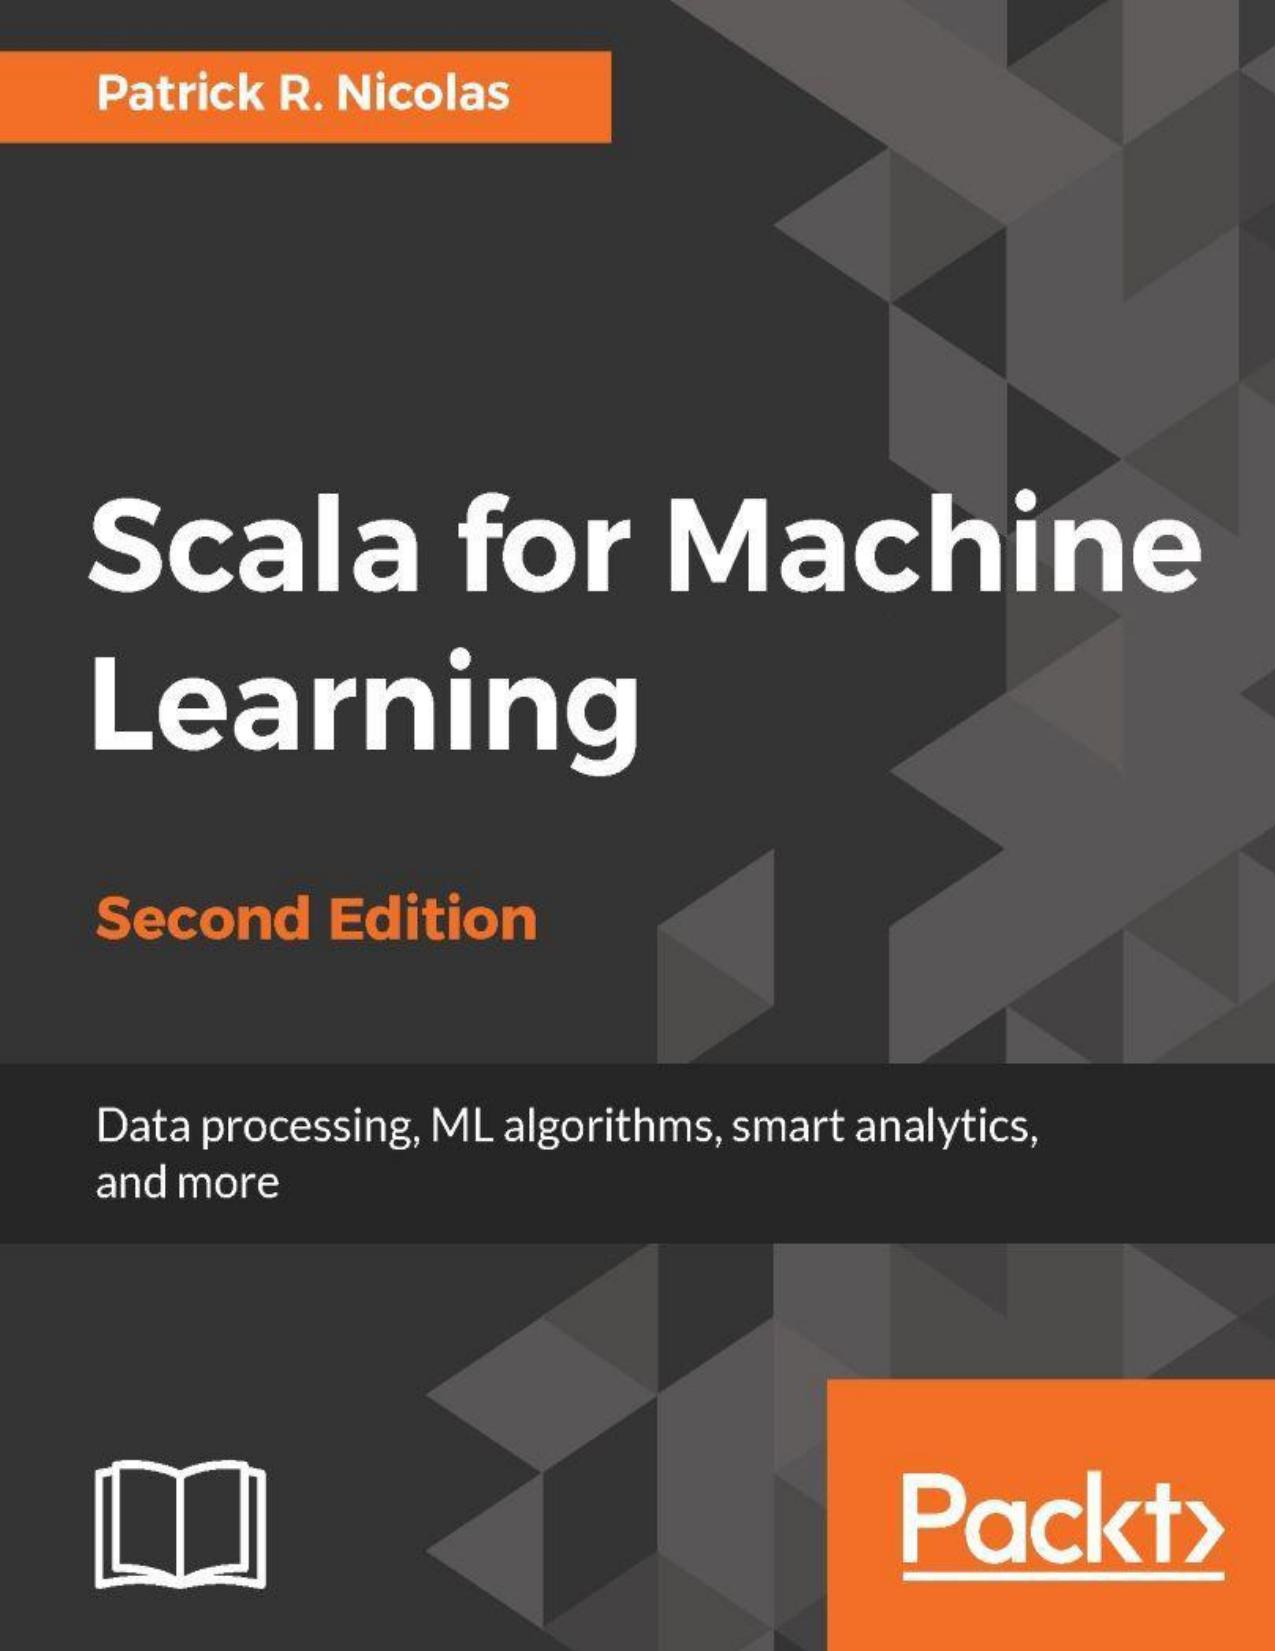 Patrick R. Nicolas
Scala for Machine
Learning
Second Edition
Data processing, ML algorithms, smart analytics,
and more
Packt>